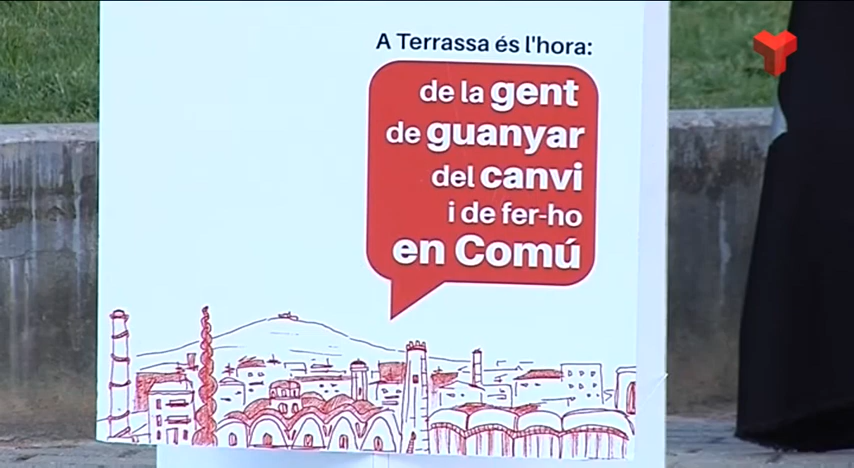 A Terrassa és l'hora:
de la gent
de guanyar
del canvi
i de fer-ho
en Comú